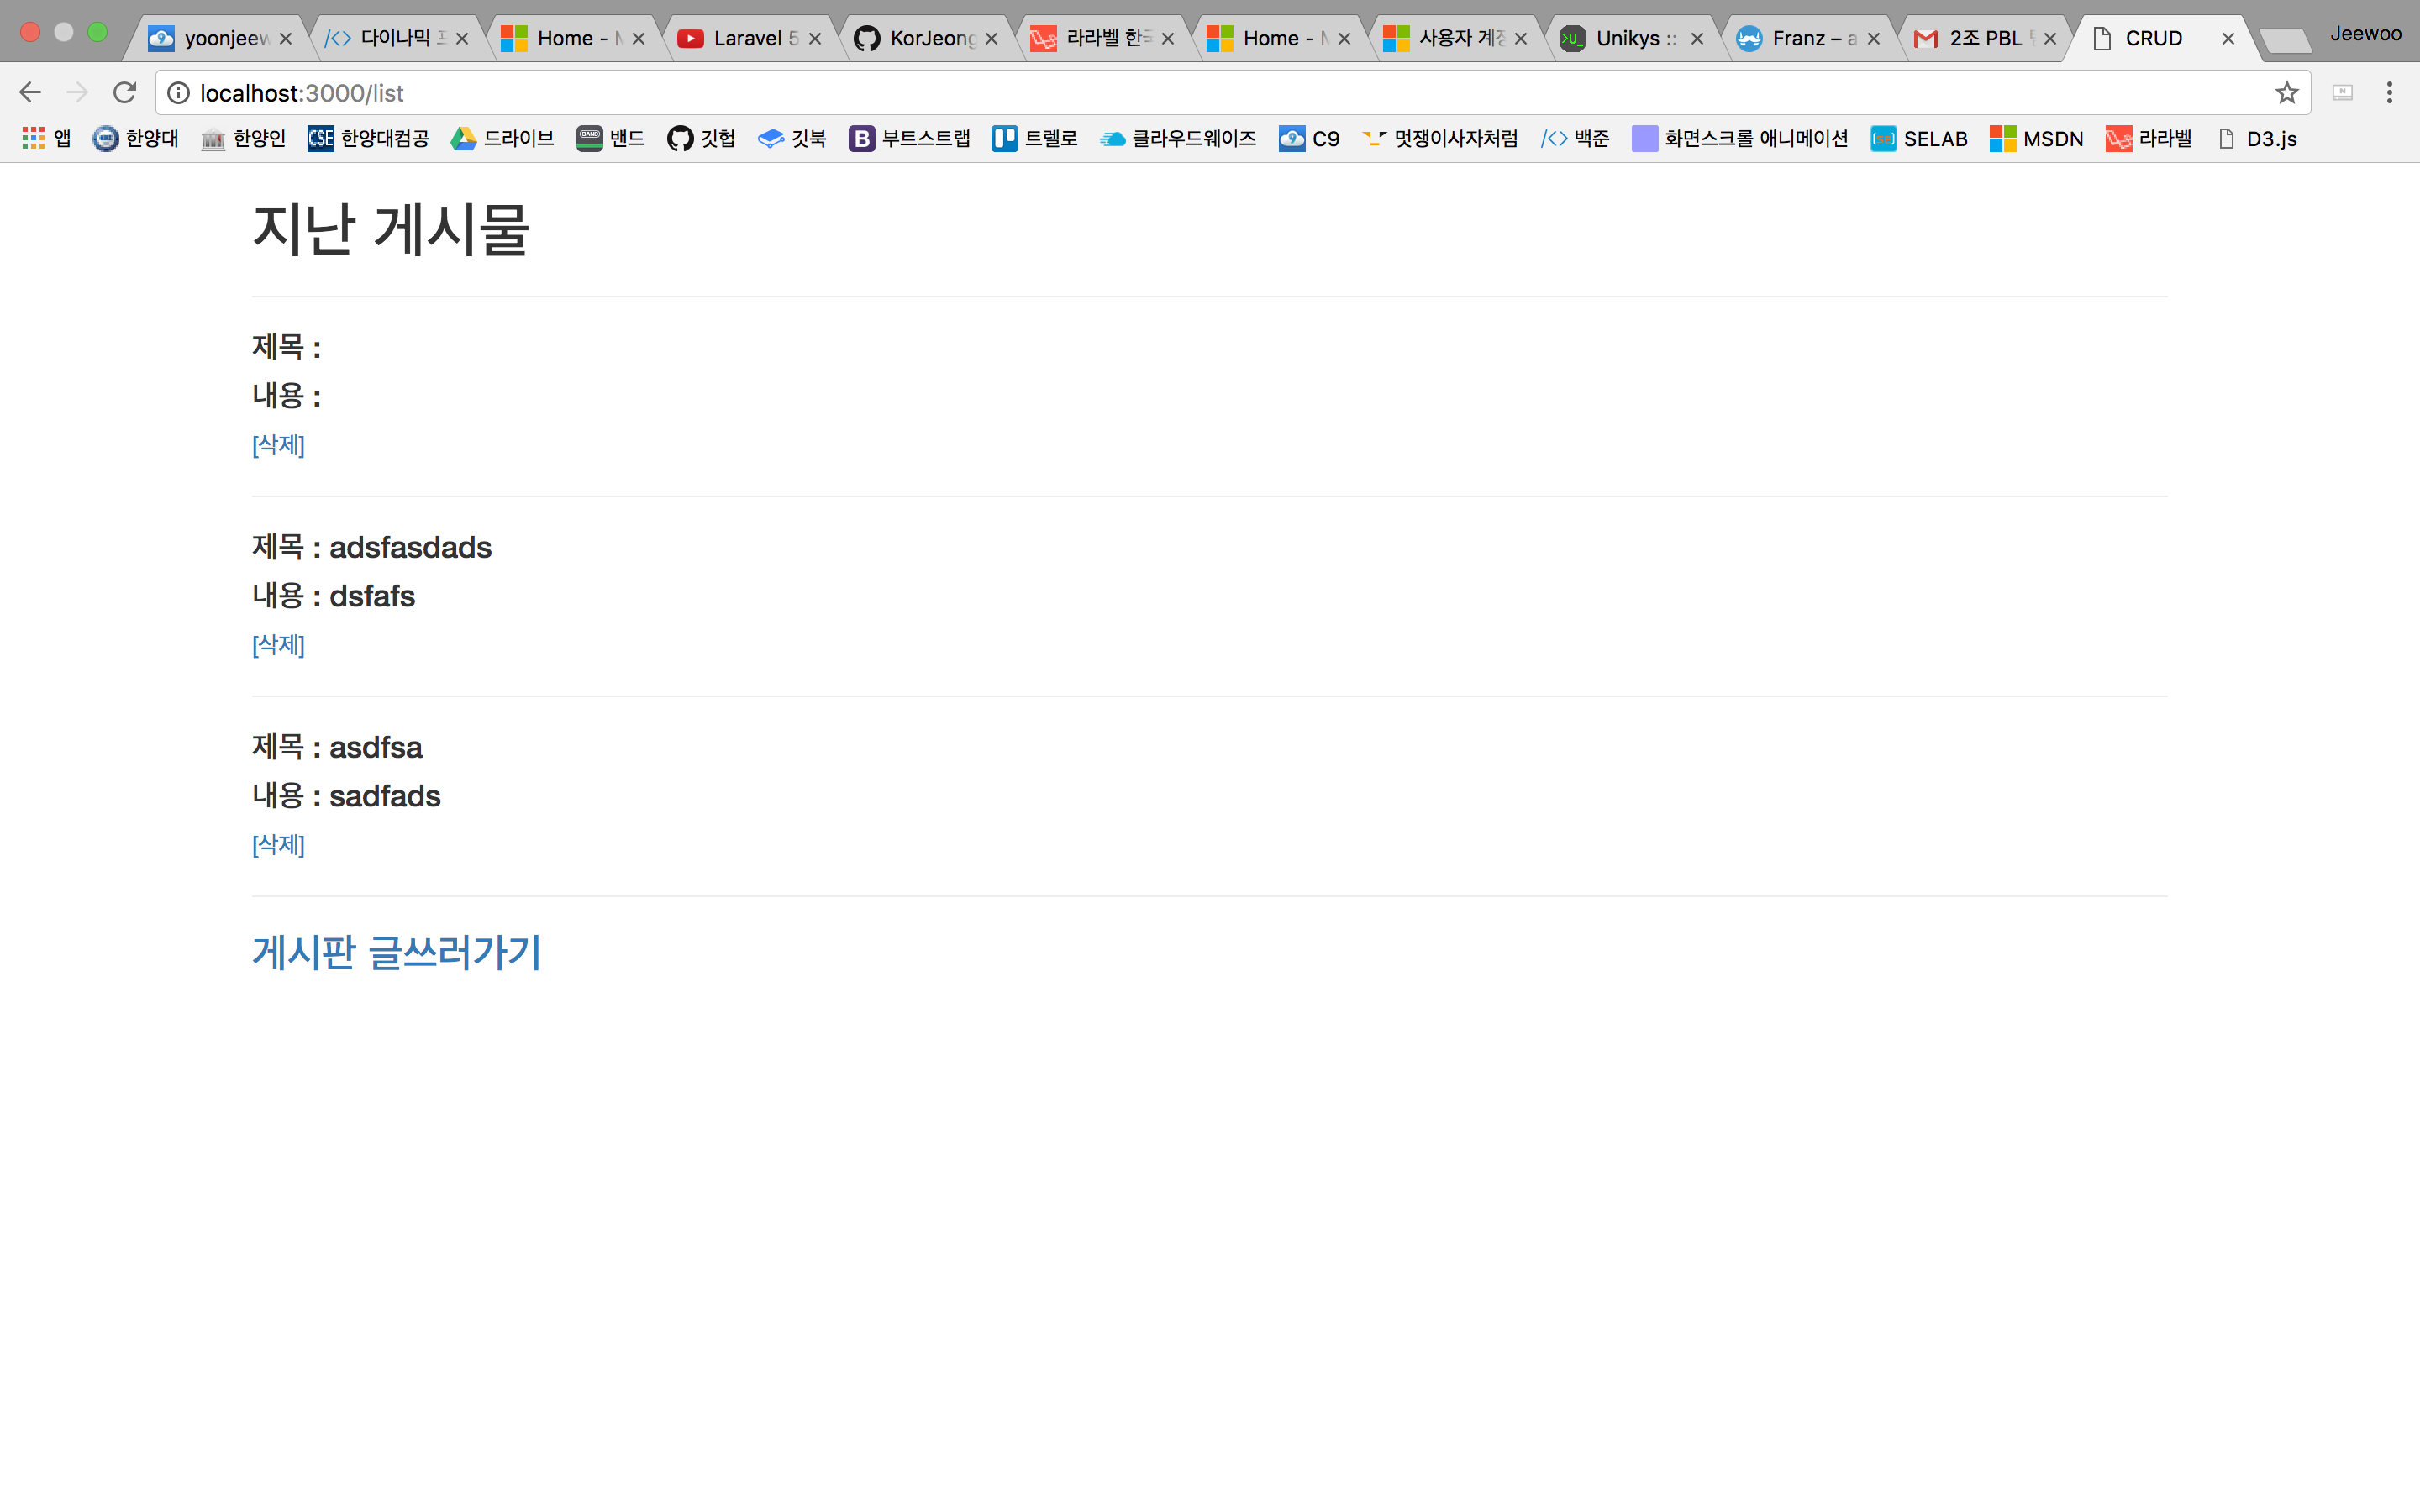 yoonjeew 다이나믹 Home - Laravel 5 KorJeong 라라벨 한국 Home - 사용자 계정 Unikys :: Franz – a 2조 PBL CRUD Jeewoo
localhost:3000/list
앱 한양대 한양인 CSE 한양대컴공 드라이브 BAND 밴드 깃헙 깃북 B 부트스트랩 트렐로 클라우드웨이즈 C9 멋쟁이사자처럼 백준 화면스크롤 애니메이션 SELAB MSDN 라라벨 D3.js
지난 게시물
제목 :
내용 :
[삭제]
제목 : adsfasdads
내용 : dsfafs
[삭제]
제목 : asdfsa
내용 : sadfads
[삭제]
게시판 글쓰러가기